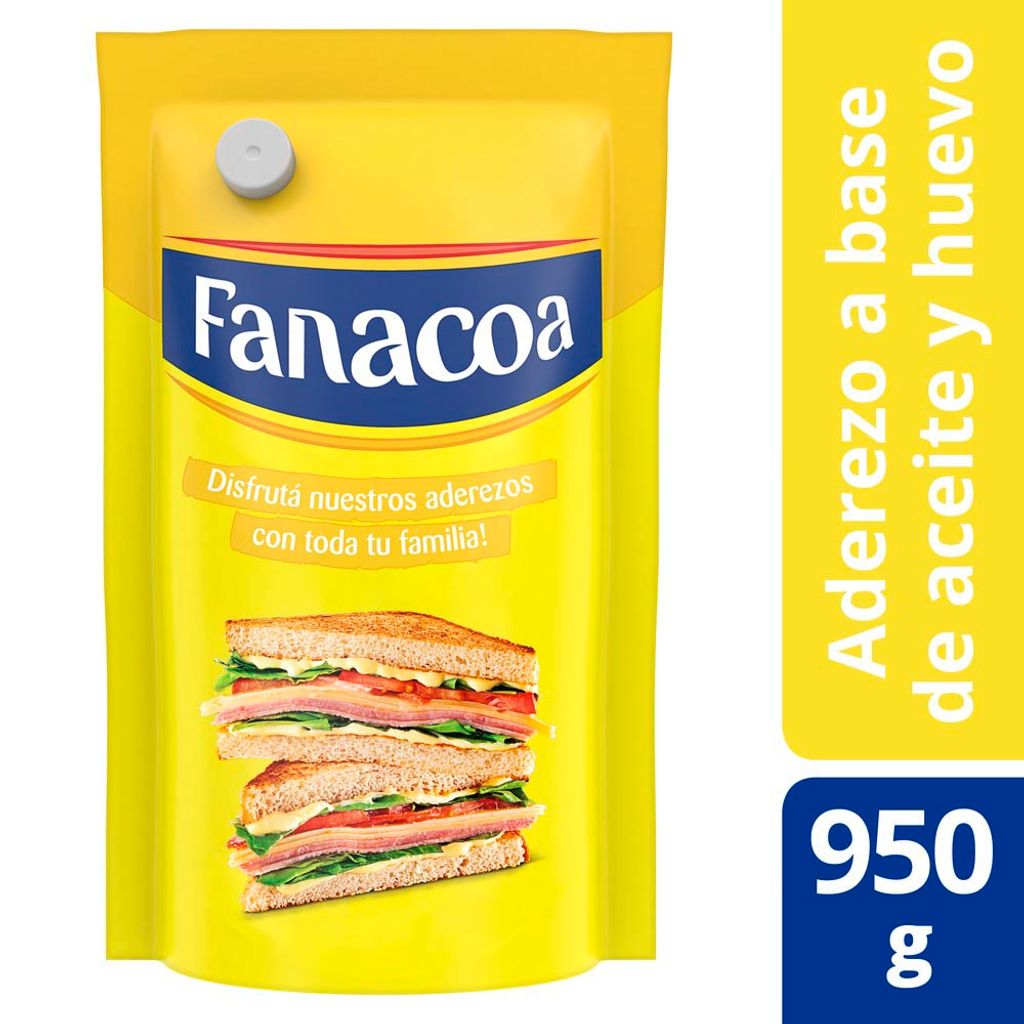 Fanacoa
Disfrutá nuestros aderezos
con toda tu familia!
Aderezo a base
de aceite y huevo
950
g